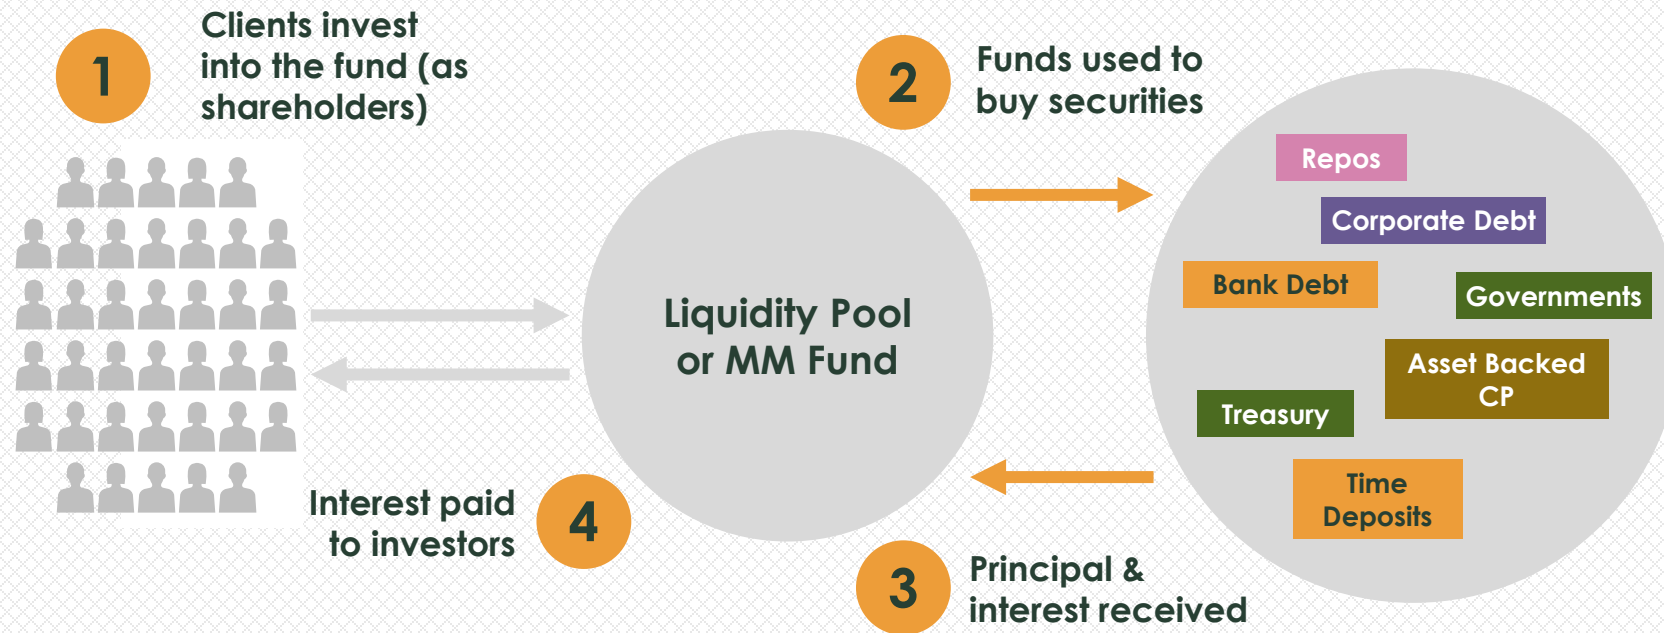 1
Clients invest
into the fund (as
shareholders)
2
Funds used to
buy securities
Repos
Corporate Debt
Bank Debt
Governments
Asset Backed
CP
Treasury
Time
Deposits
Liquidity Pool
or MM Fund
3
Principal &
interest received
4
Interest paid
to investors